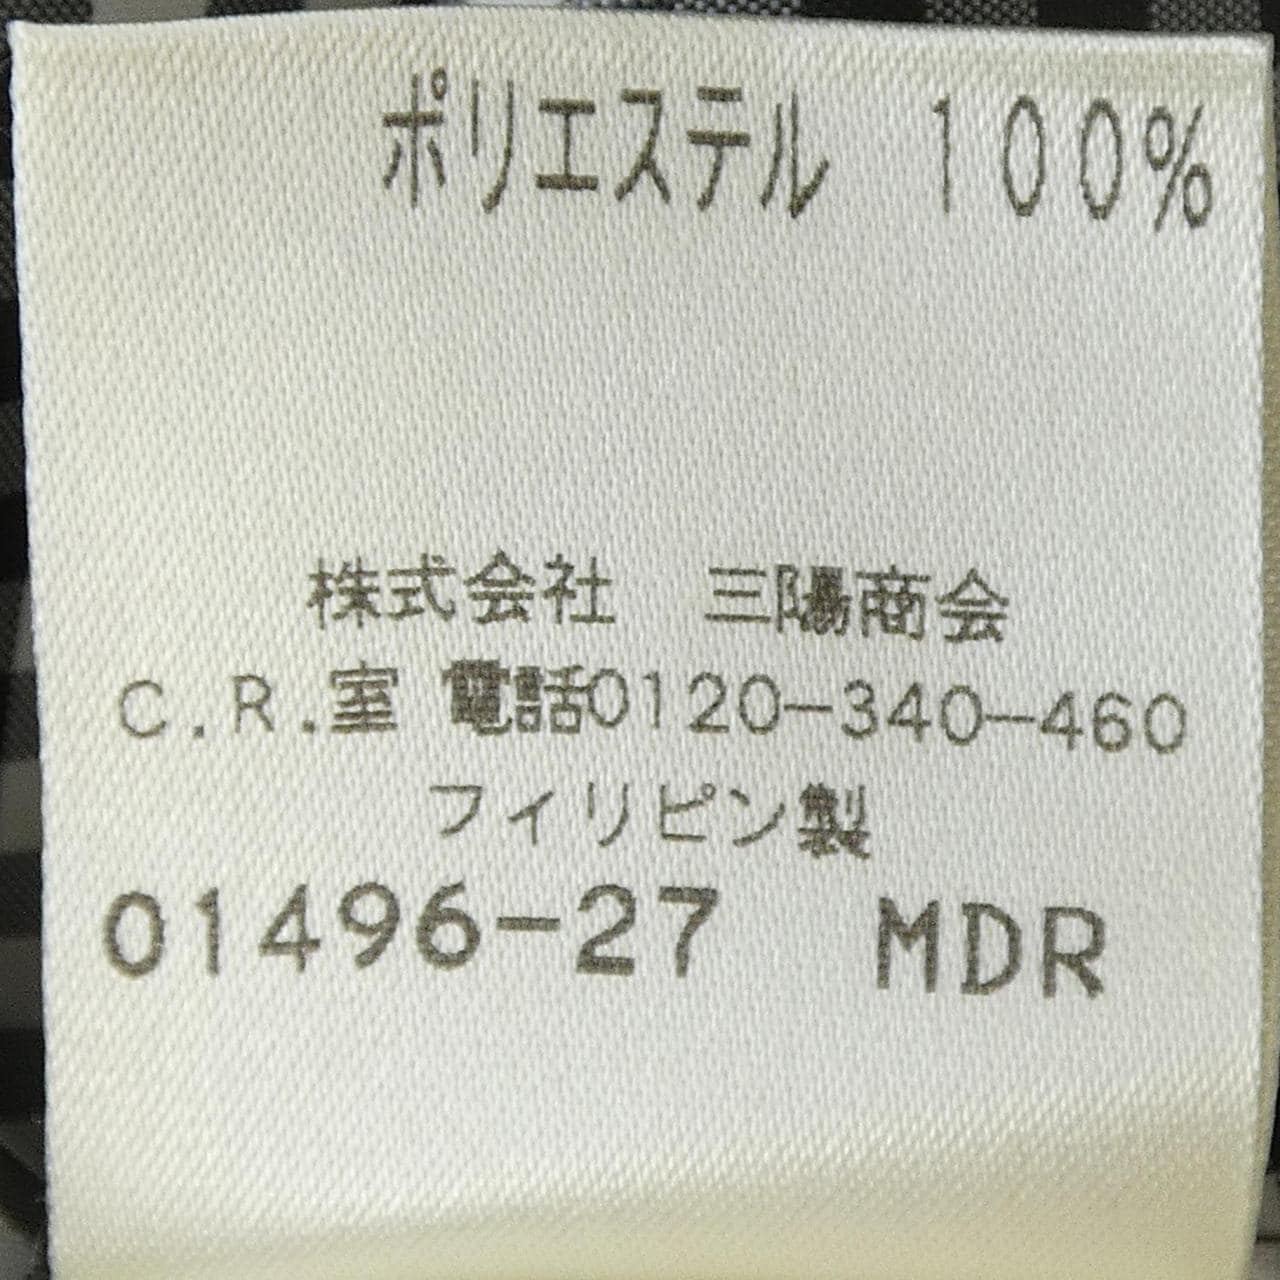 ポリエステル 100%
株式会社 三陽商会
C.R.室 電話0120-340-460
フィリピン製
01496-27 MDR